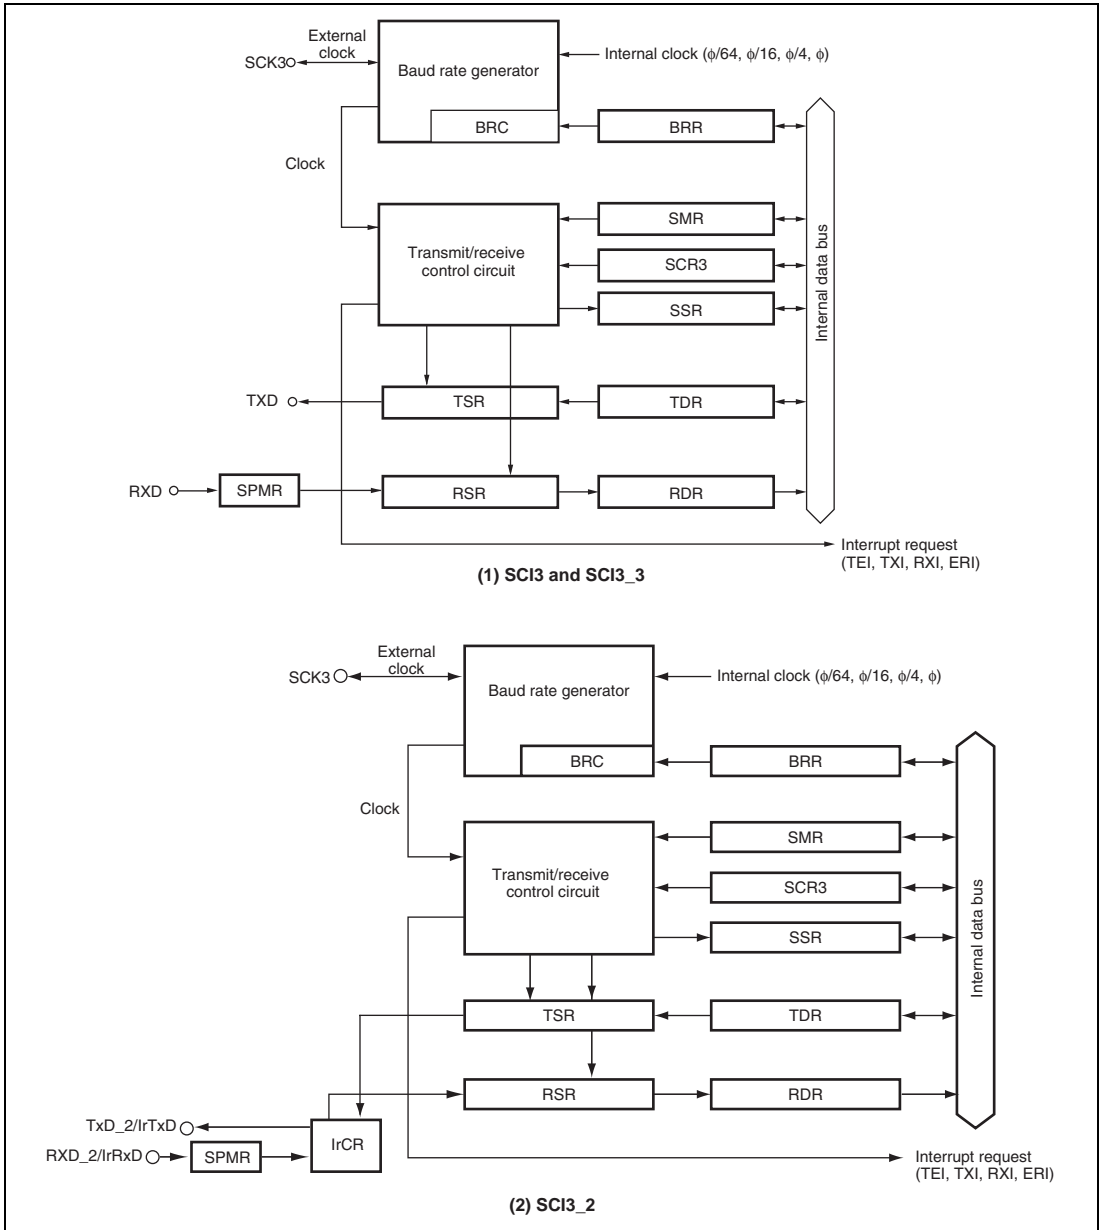 External
clock
SCK3
Baud rate generator
Internal clock (ϕ/64, ϕ/16, ϕ/4, ϕ)
BRC
BRR
Clock
Transmit/receive
control circuit
SMR
SCR3
SSR
Internal data bus
TXD
TSR
TDR
RXD
SPMR
RSR
RDR
Interrupt request
(TEI, TXI, RXI, ERI)
(1) SCI3 and SCI3_3
External
clock
SCK3
Baud rate generator
Internal clock (ϕ/64, ϕ/16, ϕ/4, ϕ)
BRC
BRR
Clock
Transmit/receive
control circuit
SMR
SCR3
SSR
Internal data bus
TSR
TDR
RSR
RDR
TxD_2/IrTxD
RXD_2/IrRxD
SPMR
IrCR
Interrupt request
(TEI, TXI, RXI, ERI)
(2) SCI3_2